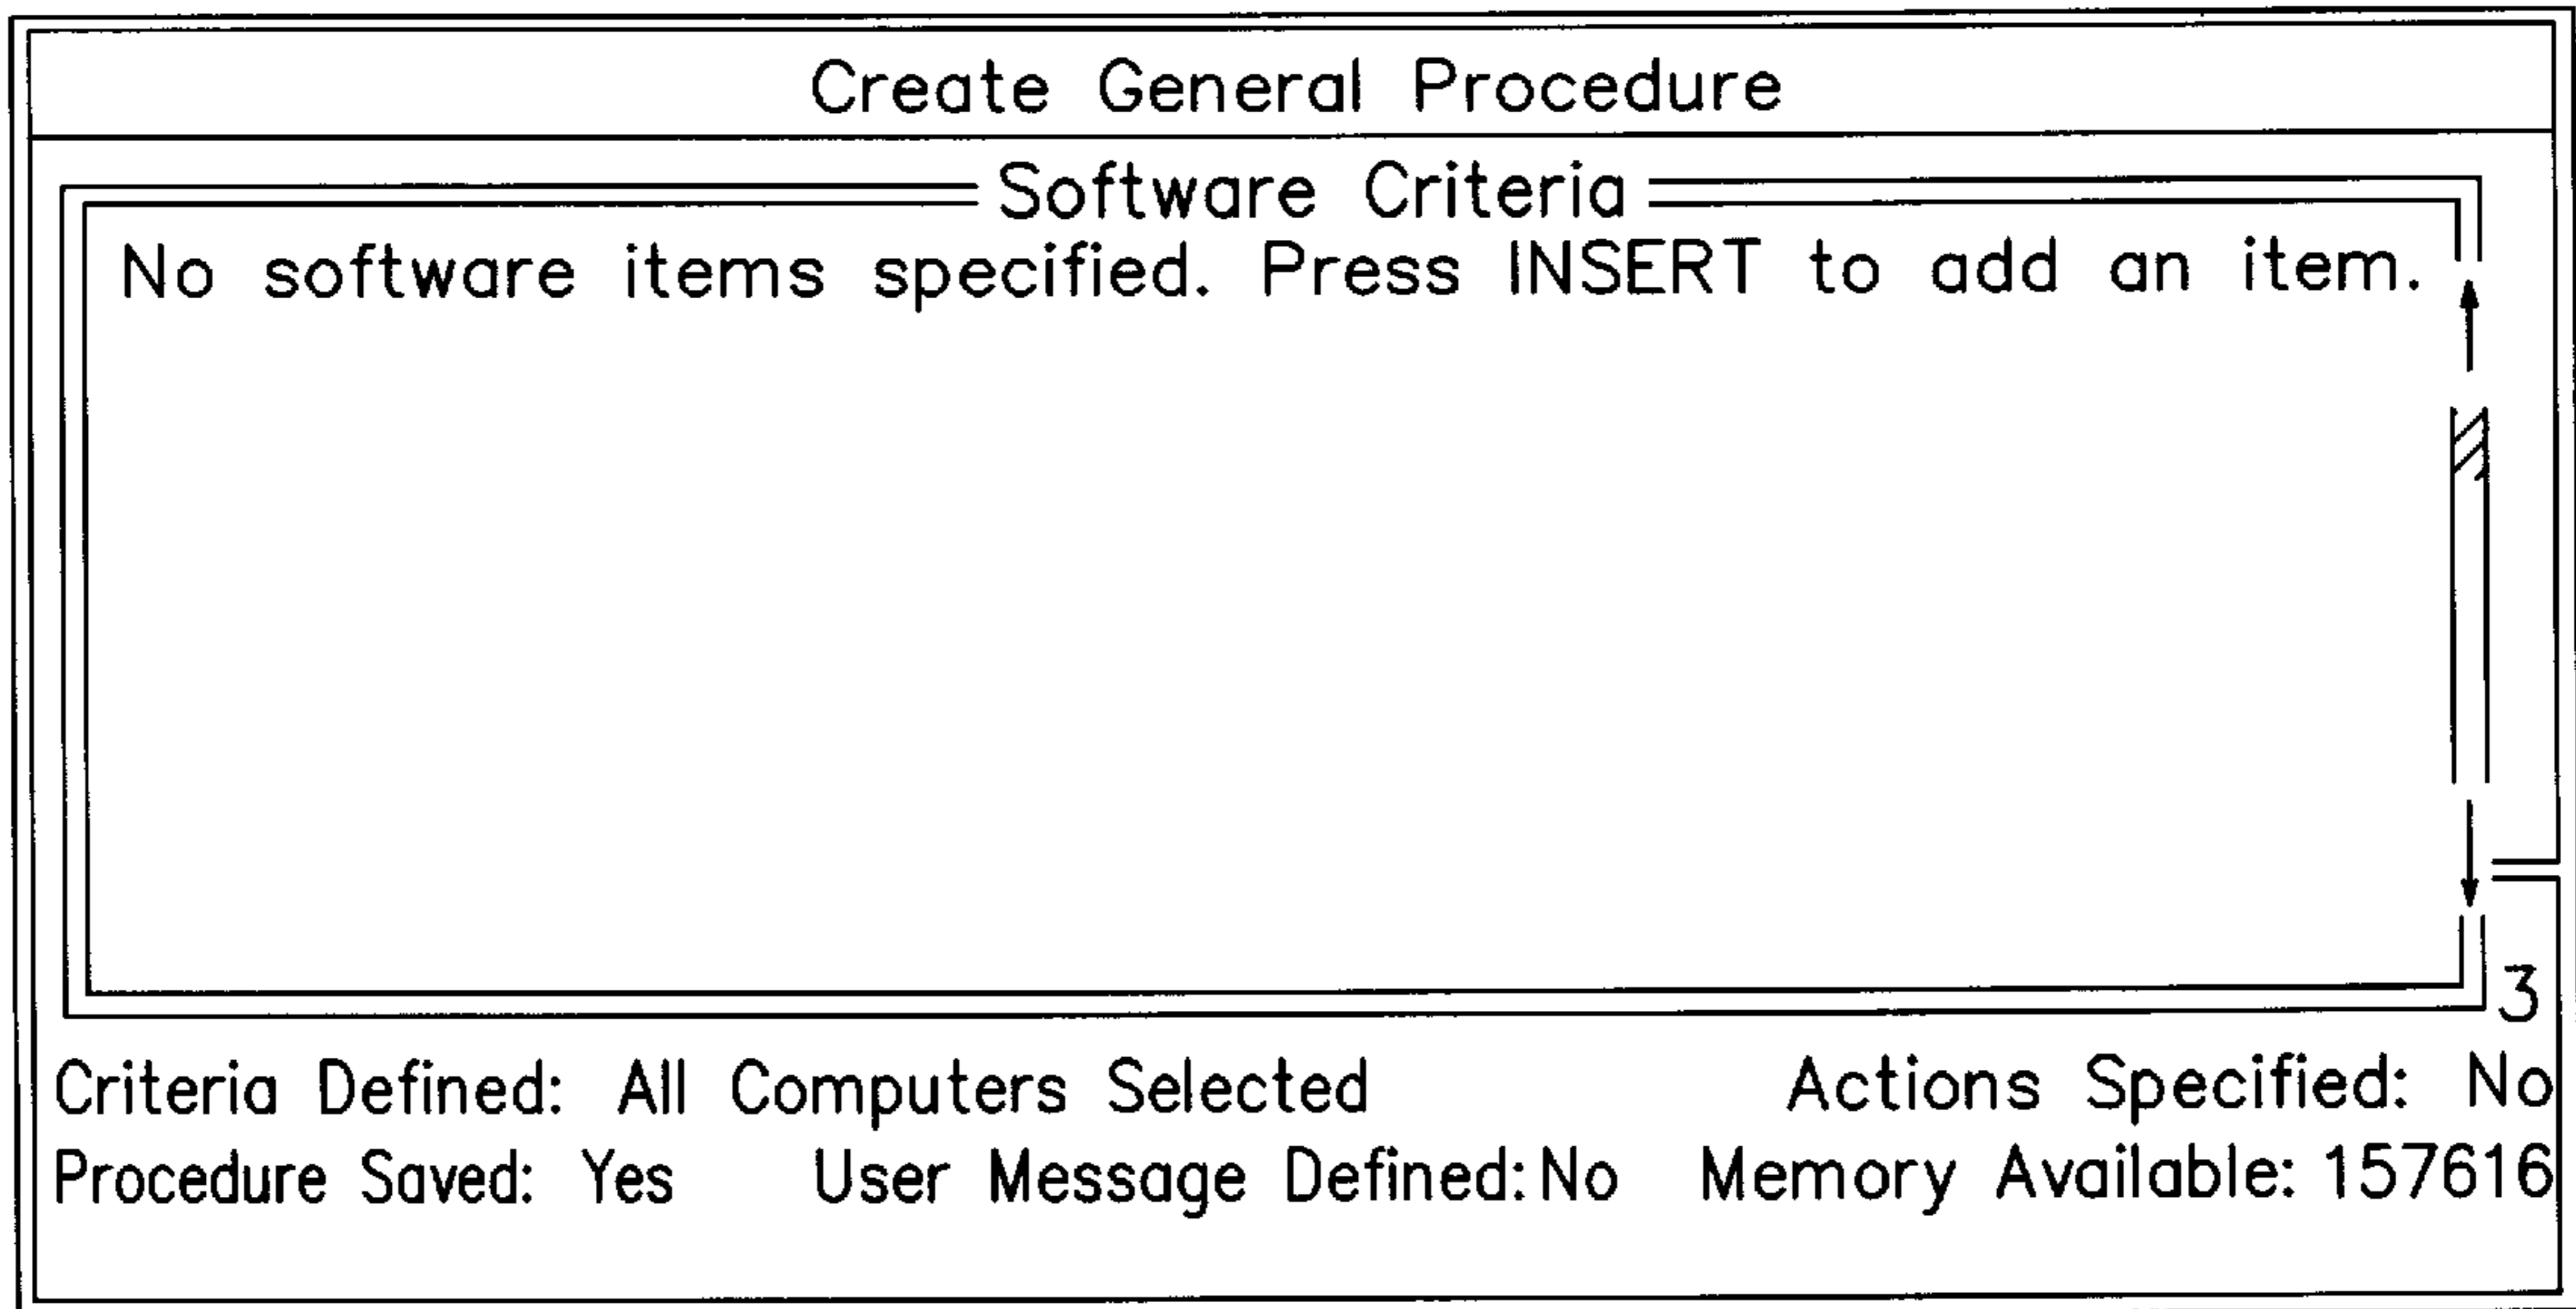 Create General Procedure
Software Criteria
No software items specified. Press INSERT to add an item.
3
Criteria Defined: All Computers Selected Actions Specified: No
Procedure Saved: Yes User Message Defined: No Memory Available: 157616